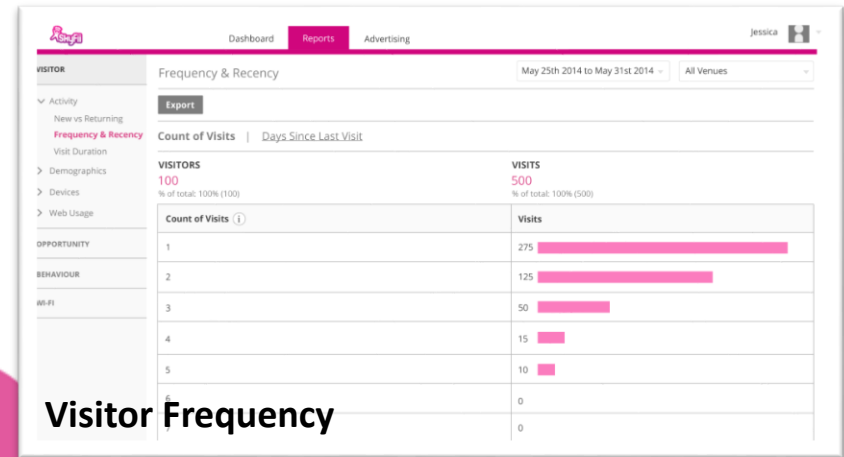 SkyFii
Dashboard Reports Advertising Jessica
VISITOR
Frequency & Recency May 25th 2014 to May 31st 2014 All Venues
Activity
New vs Returning
Frequency & Recency
Visit Duration
Demographics
Devices
Web Usage
OPPORTUNITY
BEHAVIOUR
WI-FI
Export
Count of Visits | Days Since Last Visit
VISITORS VISITS
100 500
% of total: 100% (100) % of total: 100% (500)
Count of Visits i Visits
1 275
2 125
3 50
4 15
5 10
6 0
7 0
Visitor Frequency